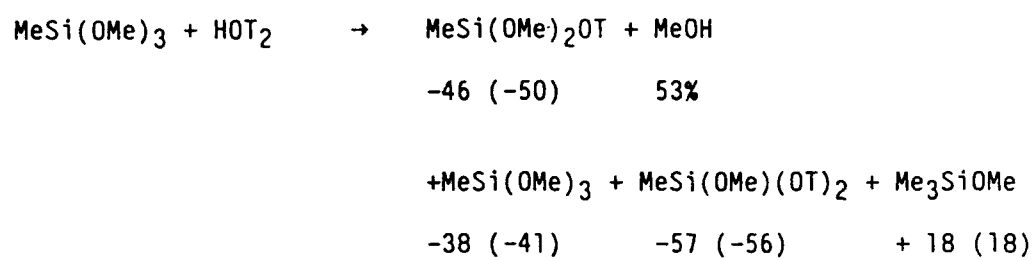 MeSi(OMe)₃ + HOT₂ → MeSi(OMe)₂OT + MeOH
-46 (-50) 53%
+MeSi(OMe)₃ + MeSi(OMe)(OT)₂ + Me₃SiOMe
-38 (-41) -57 (-56) + 18 (18)